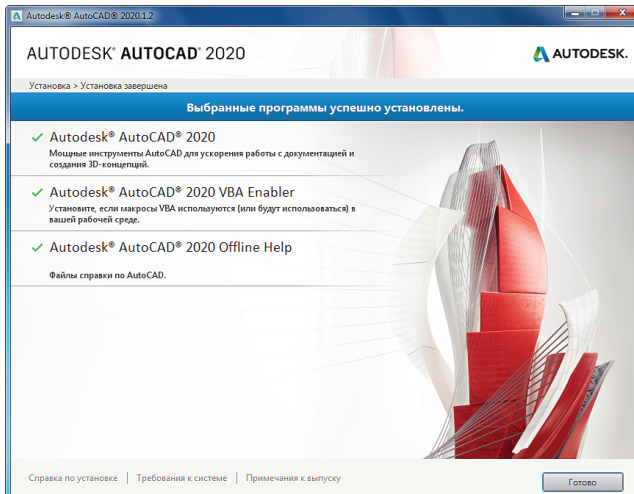 Autodesk® AutoCAD® 2020.1.2
AUTODESK® AUTOCAD® 2020
AUTODESK.
Установка > Установка завершена
Выбранные программы успешно установлены.
Autodesk® AutoCAD® 2020
Мощные инструменты AutoCAD для ускорения работы с документацией и
создания 3D-концепций.
Autodesk® AutoCAD® 2020 VBA Enabler
Установите, если макросы VBA используются (или будут использоваться) в
вашей рабочей среде.
Autodesk® AutoCAD® 2020 Offline Help
Файлы справки по AutoCAD.
Справка по установке | Требования к системе | Примечания к выпуску
Готово